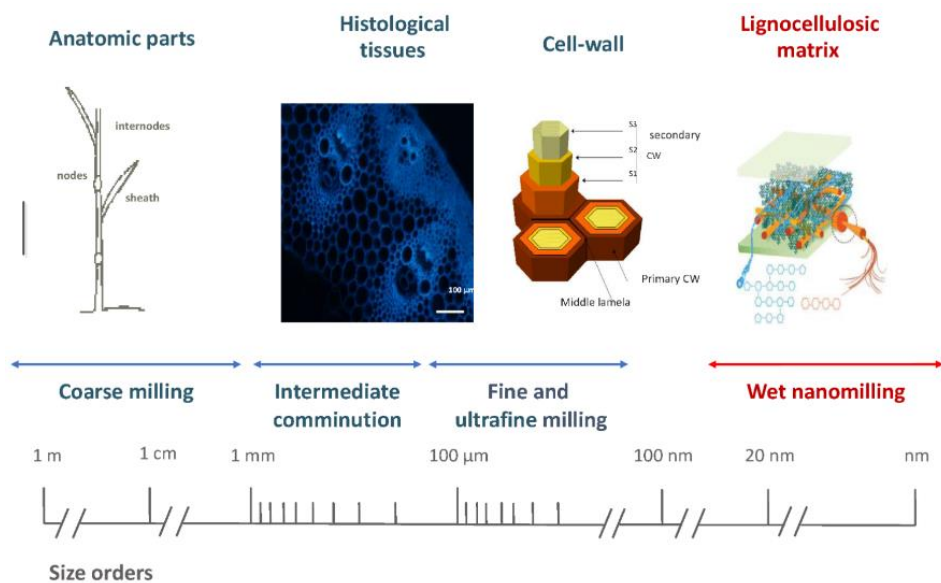 Anatomic parts
Histological
tissues
Cell-wall
Lignocellulosic
matrix
internodes
nodes
sheath
100 µm
S3
secondary
S2
CW
S1
Primary CW
Middle lamela
Coarse milling
Intermediate
comminution
Fine and
ultrafine milling
Wet nanomilling
1 m
1 cm
1 mm
100 µm
100 nm
20 nm
nm
Size orders